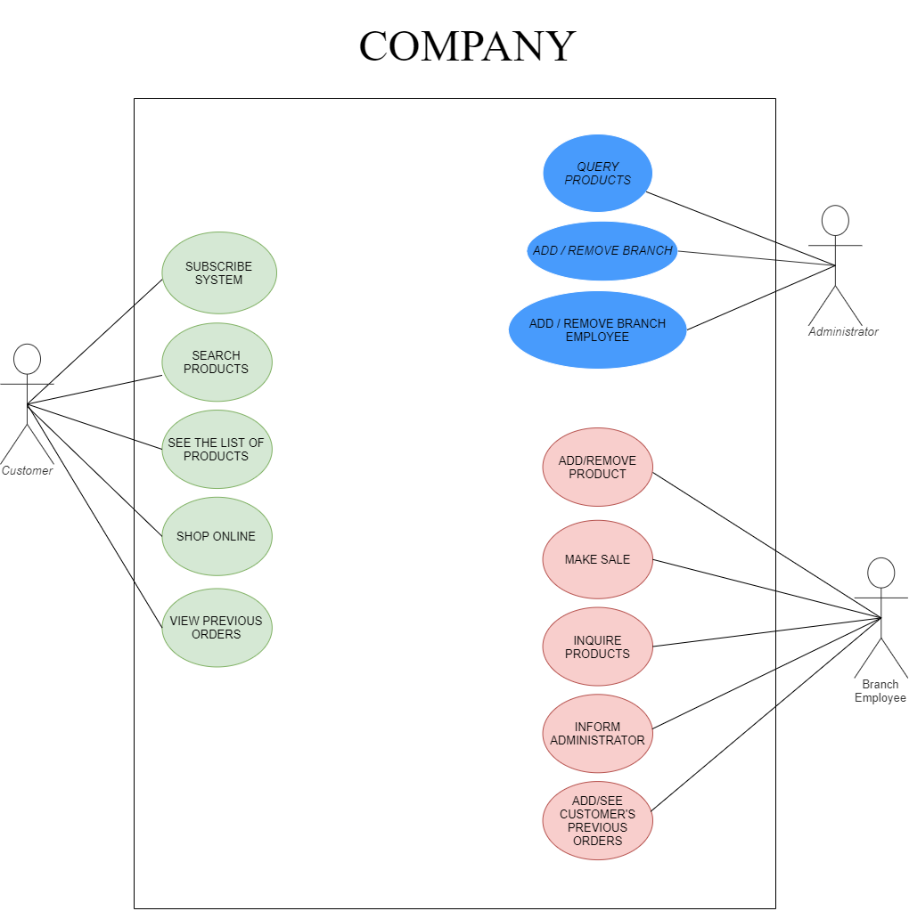 COMPANY
QUERY
PRODUCTS
ADD / REMOVE BRANCH
ADD / REMOVE BRANCH
EMPLOYEE
Administrator
SUBSCRIBE
SYSTEM
SEARCH
PRODUCTS
SEE THE LIST OF
PRODUCTS
SHOP ONLINE
VIEW PREVIOUS
ORDERS
Customer
ADD/REMOVE
PRODUCT
MAKE SALE
INQUIRE
PRODUCTS
INFORM
ADMINISTRATOR
ADD/SEE
CUSTOMER'S
PREVIOUS
ORDERS
Branch
Employee